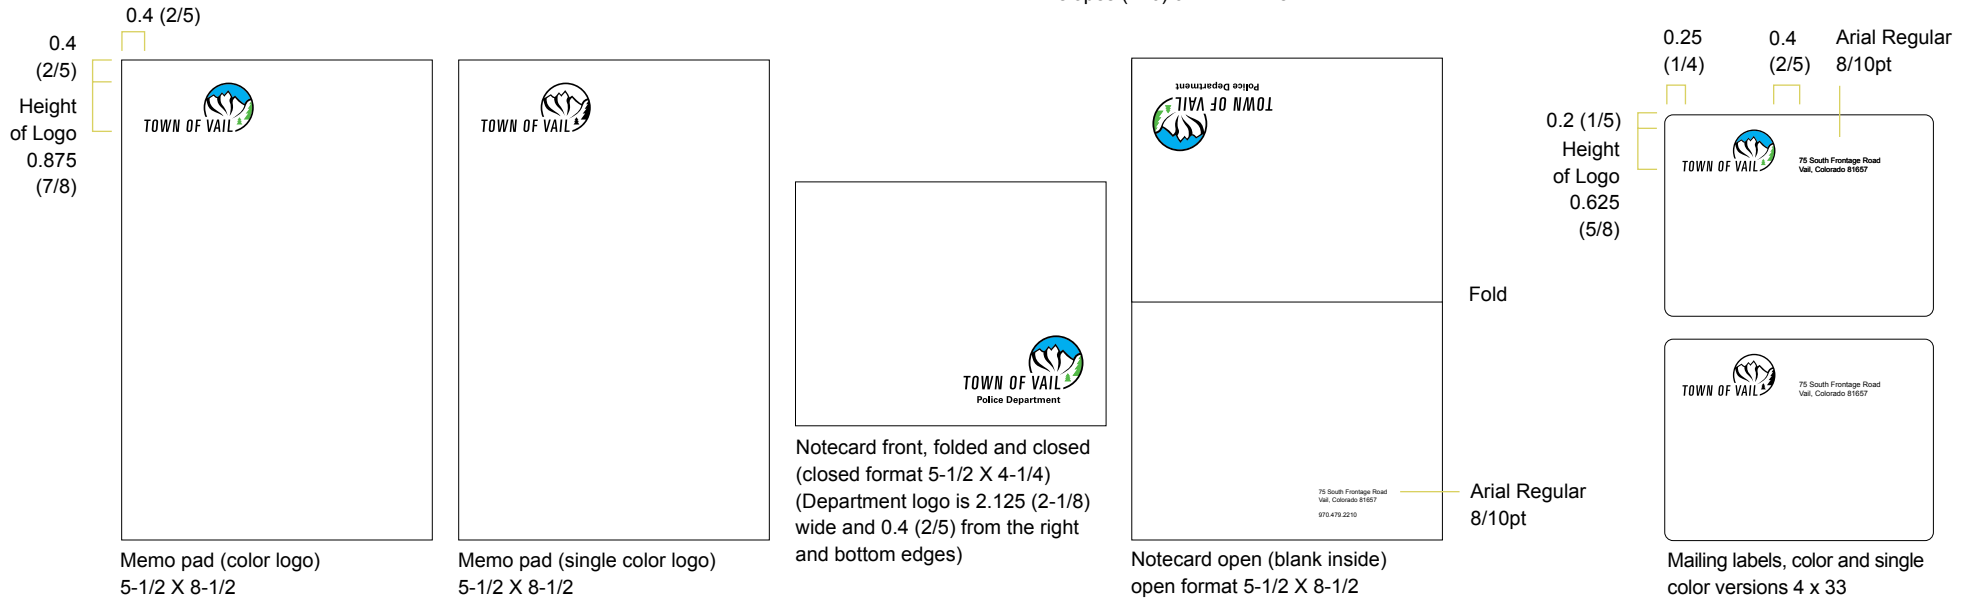 0.4 (2/5)
0.4
(2/5)
Height
of Logo
0.875
(7/8)
TOWN OF VAIL
Memo pad (color logo)
5-1/2 X 8-1/2
TOWN OF VAIL
Memo pad (single color logo)
5-1/2 X 8-1/2
TOWN OF VAIL
Police Department
Notecard front, folded and closed
(closed format 5-1/2 X 4-1/4)
(Department logo is 2.125 (2-1/8)
wide and 0.4 (2/5) from the right
and bottom edges)
TOWN OF VAIL
Police Department
Fold
75 South Frontage Road
Vail, Colorado 81657
970.479.2210
Arial Regular
8/10pt
Notecard open (blank inside)
open format 5-1/2 X 8-1/2
0.25
(1/4)
0.4
(2/5)
Arial Regular
8/10pt
0.2 (1/5)
Height
of Logo
0.625
(5/8)
TOWN OF VAIL
75 South Frontage Road
Vail, Colorado 81657
TOWN OF VAIL
75 South Frontage Road
Vail, Colorado 81657
Mailing labels, color and single
color versions 4 x 33